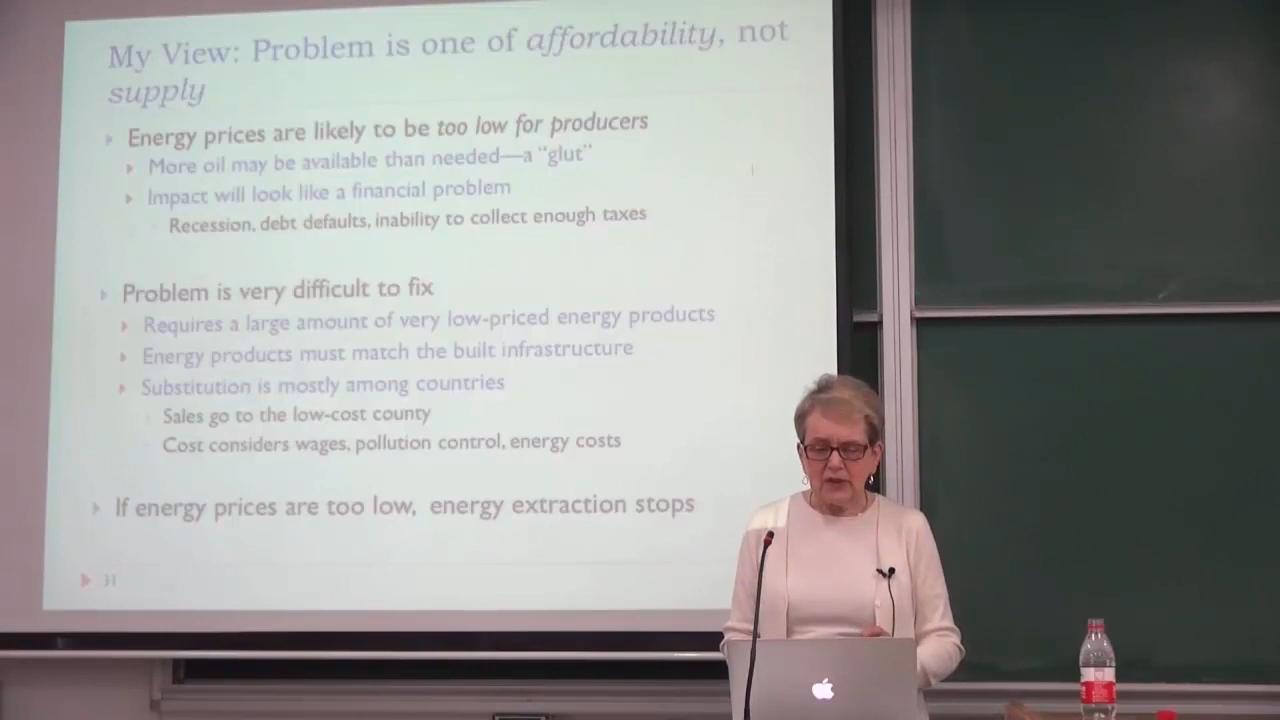 My View: Problem is one of affordability, not
supply
Energy prices are likely to be too low for producers
More oil may be available than needed—a “glut”
Impact will look like a financial problem
Recession, debt defaults, inability to collect enough taxes
Problem is very difficult to fix
Requires a large amount of very low-priced energy products
Energy products must match the built infrastructure
Substitution is mostly among countries
Sales go to the low-cost county
Cost considers wages, pollution control, energy costs
If energy prices are too low, energy extraction stops
31